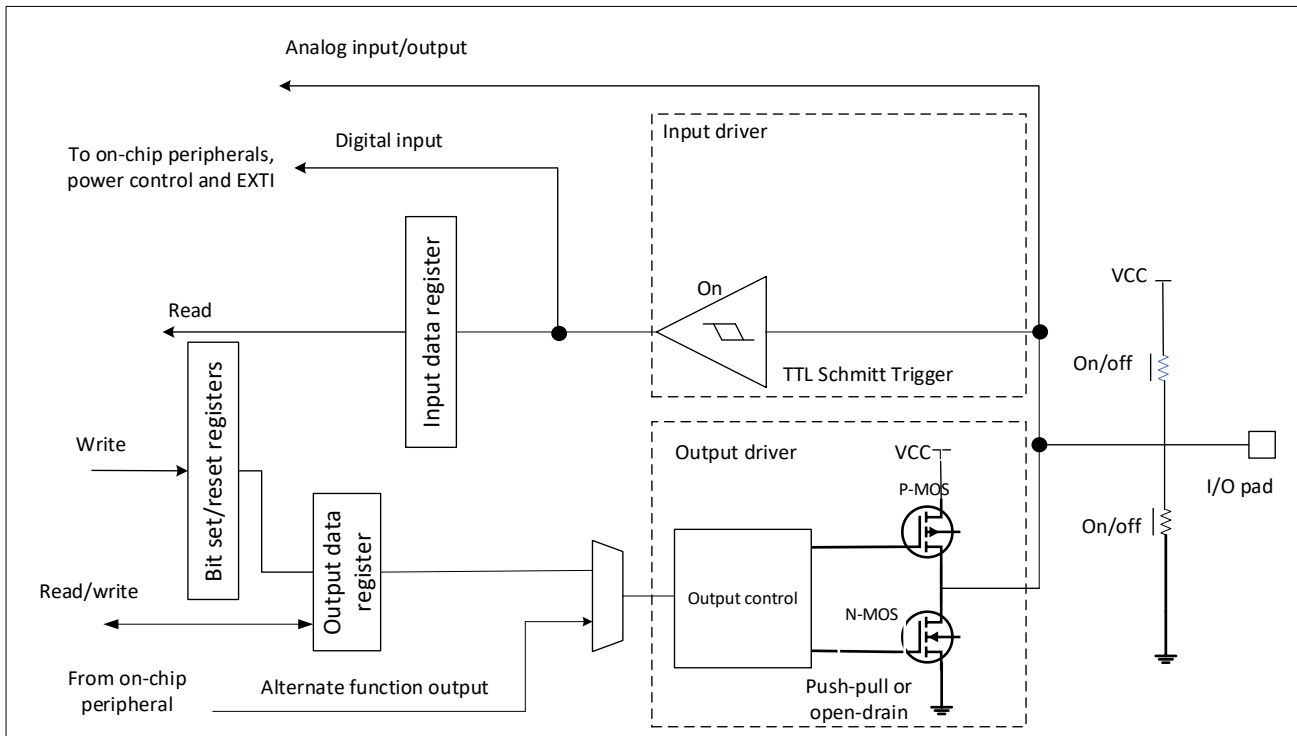 Analog input/output
Input driver
Digital input
To on-chip peripherals,
power control and EXTI
Input data register
On
VCC
Read
On/off
TTL Schmitt Trigger
Bit set/reset registers
Write
Output driver
VCC
I/O pad
P-MOS
Output data
register
On/off
Read/write
Output control
N-MOS
From on-chip
peripheral
Alternate function output
Push-pull or
open-drain